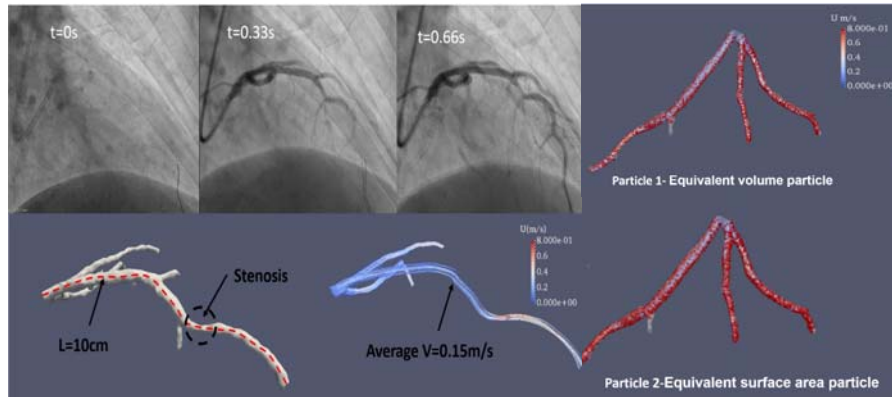 t=0s
t=0.33s
t=0.66s
U m/s
8.000e-01
0.6
0.4
0.2
0.000e+00
Particle 1- Equivalent volume particle
Stenosis
L=10cm
U(m/s)
8.000e-01
0.6
0.4
0.2
0.000e+00
Average V=0.15m/s
Particle 2-Equivalent surface area particle